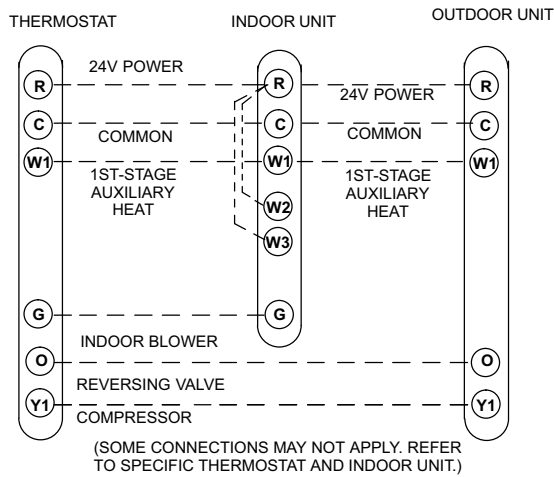 THERMOSTAT
INDOOR UNIT
OUTDOOR UNIT
24V POWER
R
R
24V POWER
R
C
COMMON
C
COMMON
C
W1
1ST-STAGE
AUXILIARY
HEAT
W1
1ST-STAGE
AUXILIARY
HEAT
W1
W2
W3
G
G
INDOOR BLOWER
O
O
REVERSING VALVE
Y1
Y1
COMPRESSOR
(SOME CONNECTIONS MAY NOT APPLY. REFER
TO SPECIFIC THERMOSTAT AND INDOOR UNIT.)